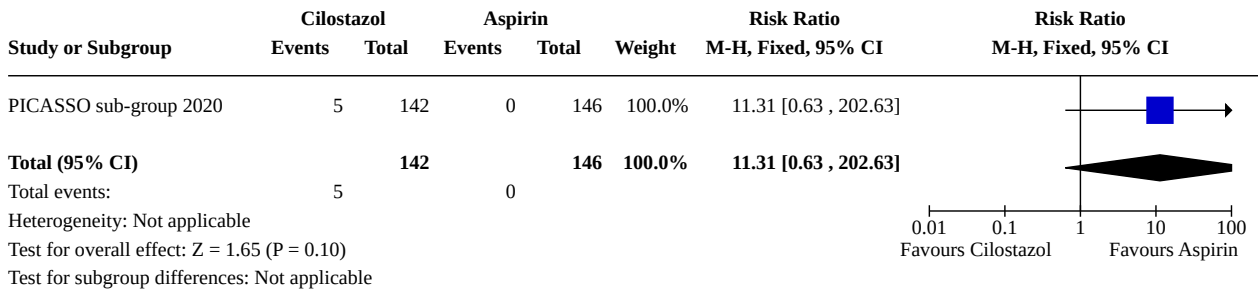 Cilostazol Aspirin Risk Ratio Risk Ratio
Study or Subgroup Events Total Events Total Weight M-H, Fixed, 95% CI M-H, Fixed, 95% CI
PICASSO sub-group 2020 5 142 0 146 100.0% 11.31 [0.63 , 202.63]
Total (95% CI) 142 146 100.0% 11.31 [0.63 , 202.63]
Total events: 5 0
Heterogeneity: Not applicable 0.01 0.1 1 10 100
Test for overall effect: Z = 1.65 (P = 0.10) Favours Cilostazol Favours Aspirin
Test for subgroup differences: Not applicable